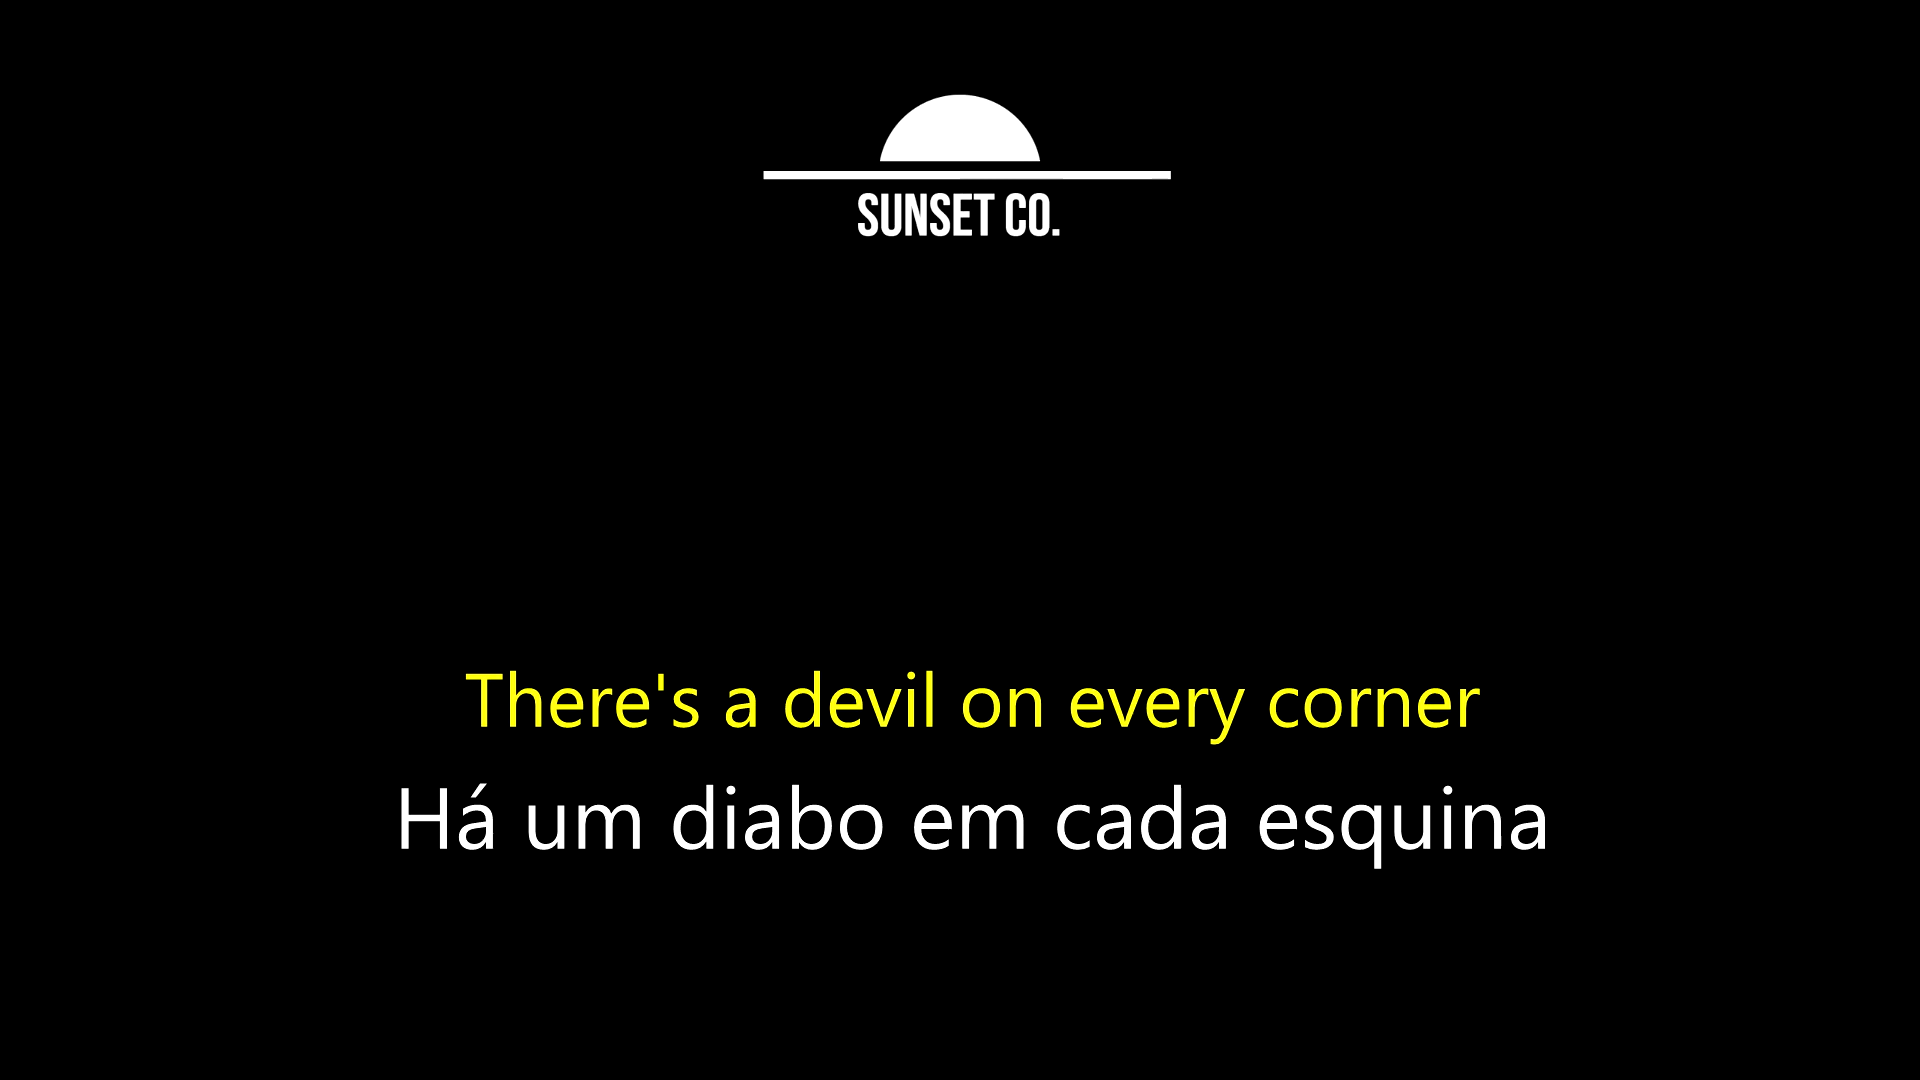 SUNSET CO.
There's a devil on every corner
Há um diabo em cada esquina